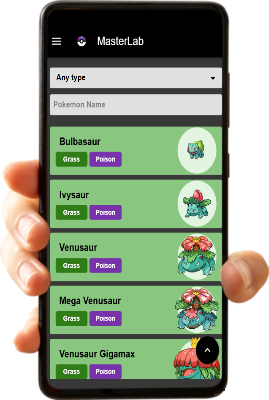 MasterLab
Any type
Pokemon Name
Bulbasaur
Grass Poison
Ivysaur
Grass Poison
Venusaur
Grass Poison
Mega Venusaur
Grass Poison
Venusaur Gigamax
Grass Poison